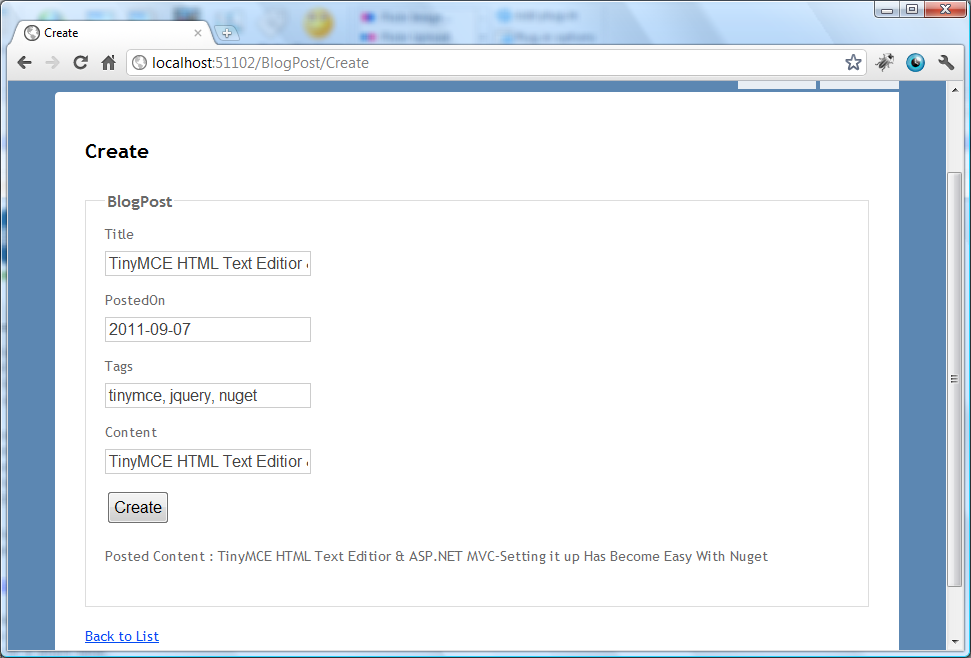 Create
localhost:51102/BlogPost/Create
Create
BlogPost
Title
TinyMCE HTML Text Editior
PostedOn
2011-09-07
Tags
tinymce, jquery, nuget
Content
TinyMCE HTML Text Editior
Create
Posted Content : TinyMCE HTML Text Editior & ASP.NET MVC-Setting it up Has Become Easy With Nuget
Back to List